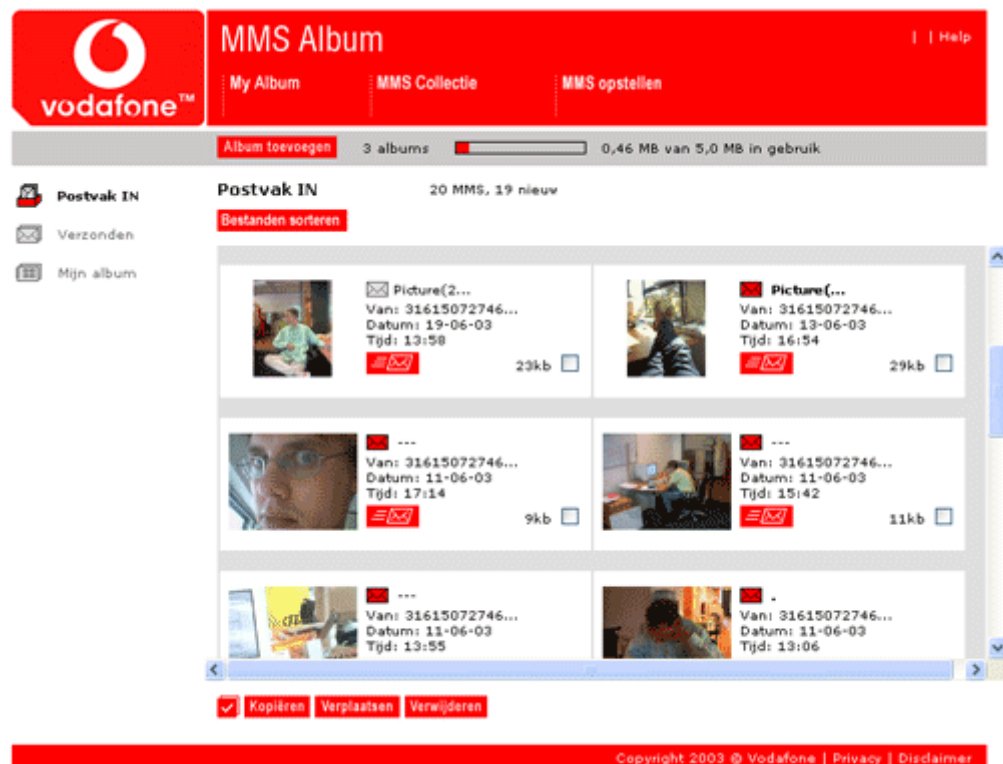 MMS Album
| | Help
My Album MMS Collectie MMS opstellen
vodafone™
Album toevoegen 3 albums 0,46 MB van 5,0 MB in gebruik
Postvak IN
Verzonden
Mijn album
Postvak IN 20 MMS, 19 nieuw
Bestanden sorteren
Picture(2...
Van: 31615072746...
Datum: 19-06-03
Tijd: 13:58
23kb
Picture(...
Van: 31615072746...
Datum: 13-06-03
Tijd: 16:54
29kb
---
Van: 31615072746...
Datum: 11-06-03
Tijd: 17:14
9kb
---
Van: 31615072746...
Datum: 11-06-03
Tijd: 15:42
11kb
---
Van: 31615072746...
Datum: 11-06-03
Tijd: 13:55
.
Van: 31615072746...
Datum: 11-06-03
Tijd: 13:06
Kopiëren Verplaatsen Verwijderen
Copyright 2003 @ Vodafone | Privacy | Disclaimer